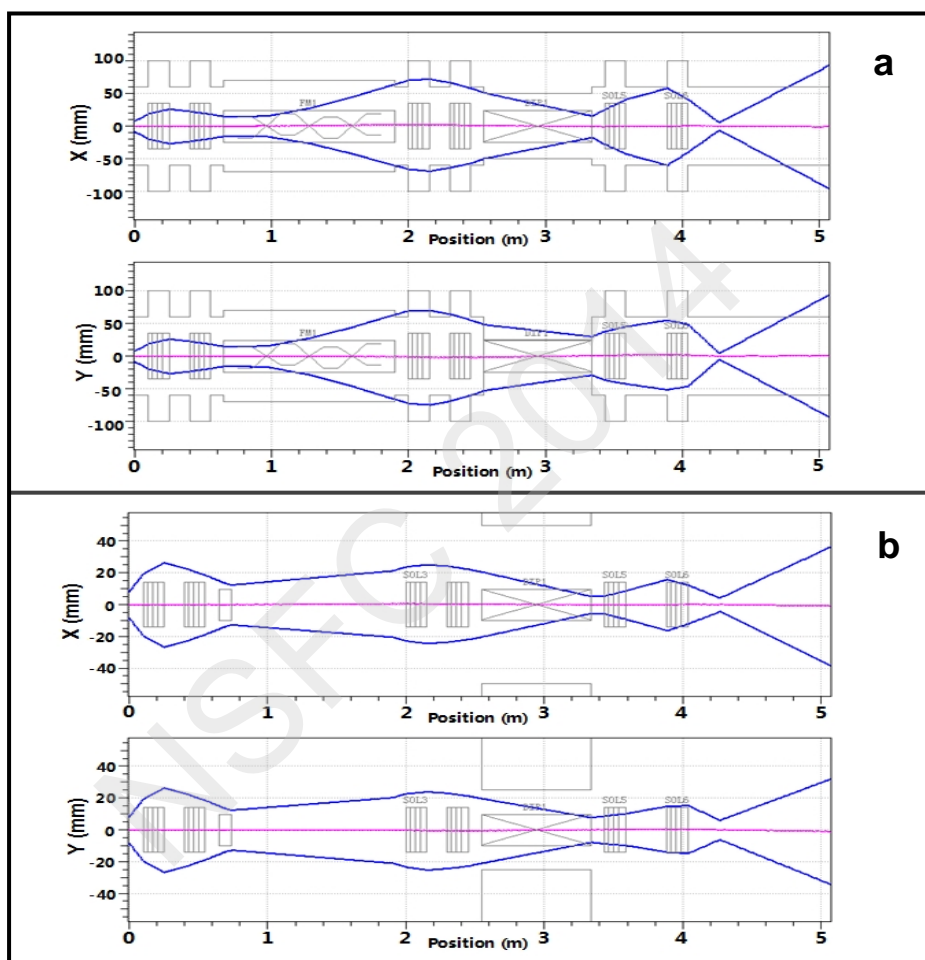 a
X (mm)
100
50
0
-50
-100
FM1
DIP1
SOL5
SOL6
0
1
2
3
4
5
Position (m)
Y (mm)
100
50
0
-50
-100
FM1
DIP1
SOL5
SOL6
0
1
2
3
4
5
Position (m)
b
X (mm)
40
20
0
-20
-40
SOL3
DIP1
SOL5
SOL6
0
1
2
3
4
5
Position (m)
Y (mm)
40
20
0
-20
-40
SOL3
DIP1
SOL5
SOL6
0
1
2
3
4
5
Position (m)
NSFC 2014